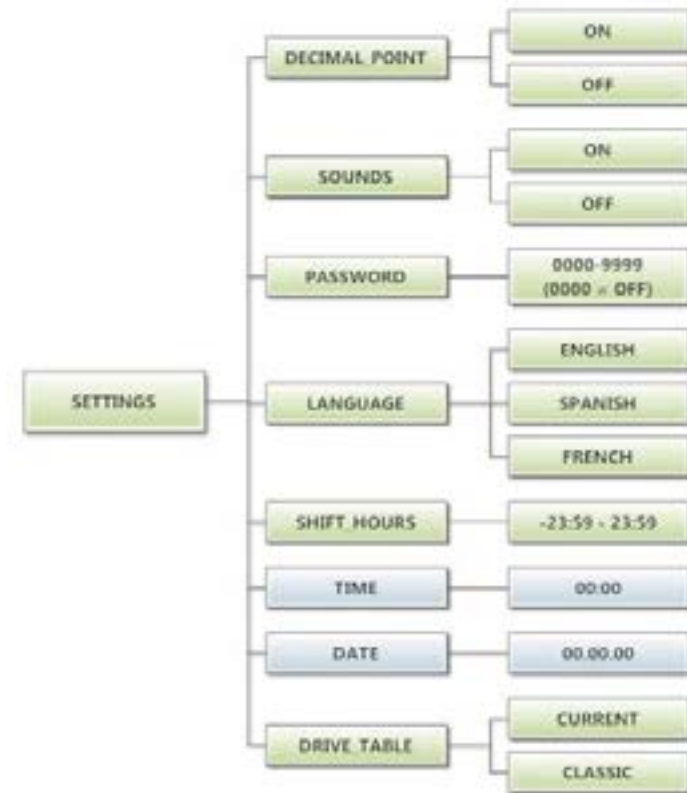 SETTINGS
DECIMAL POINT
ON
OFF
SOUNDS
ON
OFF
PASSWORD
0000-9999
(0000 = OFF)
LANGUAGE
ENGLISH
SPANISH
FRENCH
SHIFT HOURS
-23:59 - 23:59
TIME
00:00
DATE
00.00.00
DRIVE TABLE
CURRENT
CLASSIC